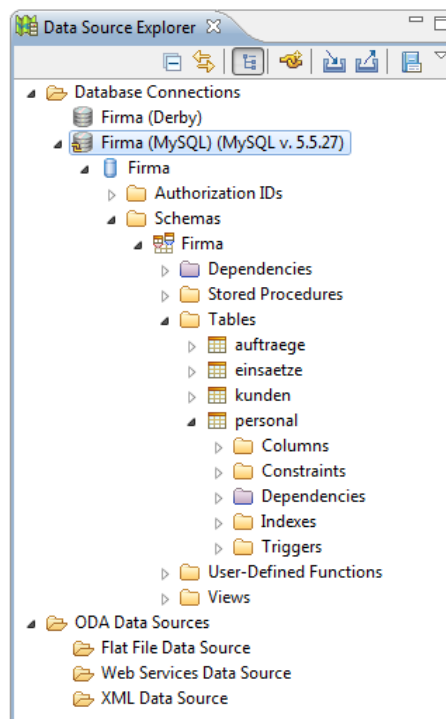 Data Source Explorer
Database Connections
Firma (Derby)
Firma (MySQL) (MySQL v. 5.5.27)
Firma
Authorization IDs
Schemas
Firma
Dependencies
Stored Procedures
Tables
auftraege
einsaetze
kunden
personal
Columns
Constraints
Dependencies
Indexes
Triggers
User-Defined Functions
Views
ODA Data Sources
Flat File Data Source
Web Services Data Source
XML Data Source